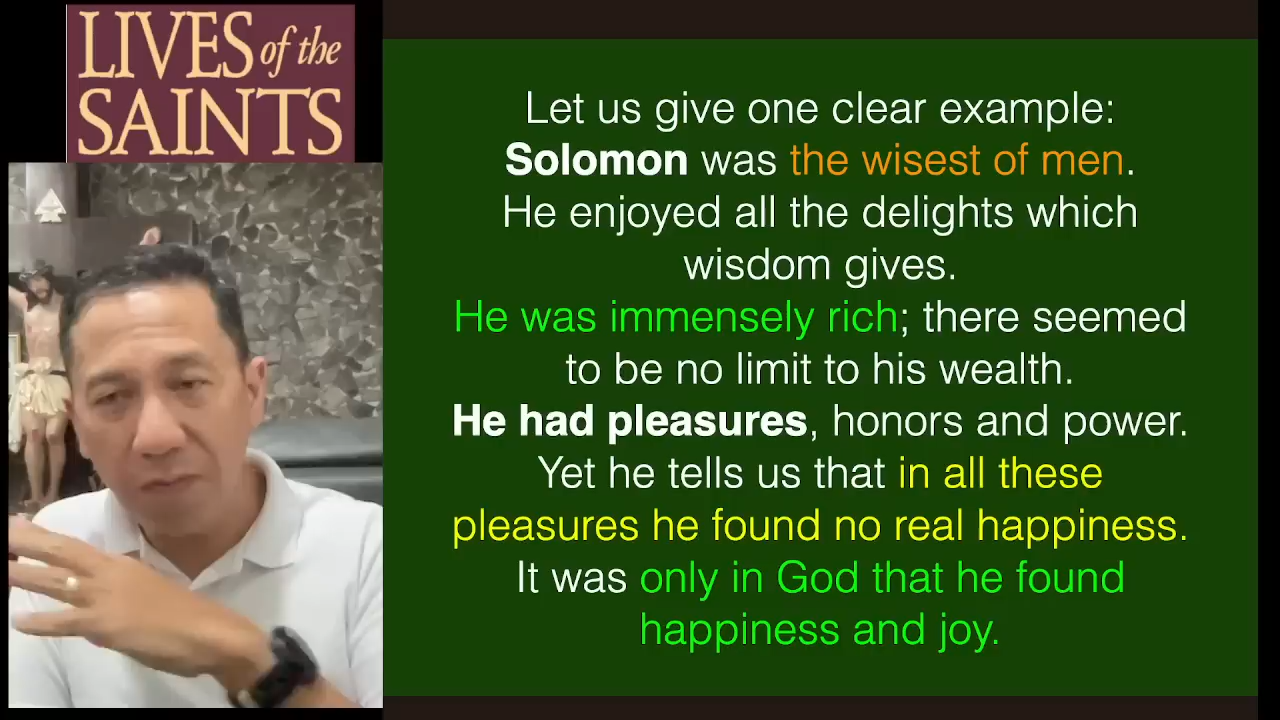 LIVES of the
SAINTS
Let us give one clear example:
Solomon was the wisest of men.
He enjoyed all the delights which
wisdom gives.
He was immensely rich; there seemed
to be no limit to his wealth.
He had pleasures, honors and power.
Yet he tells us that in all these
pleasures he found no real happiness.
It was only in God that he found
happiness and joy.